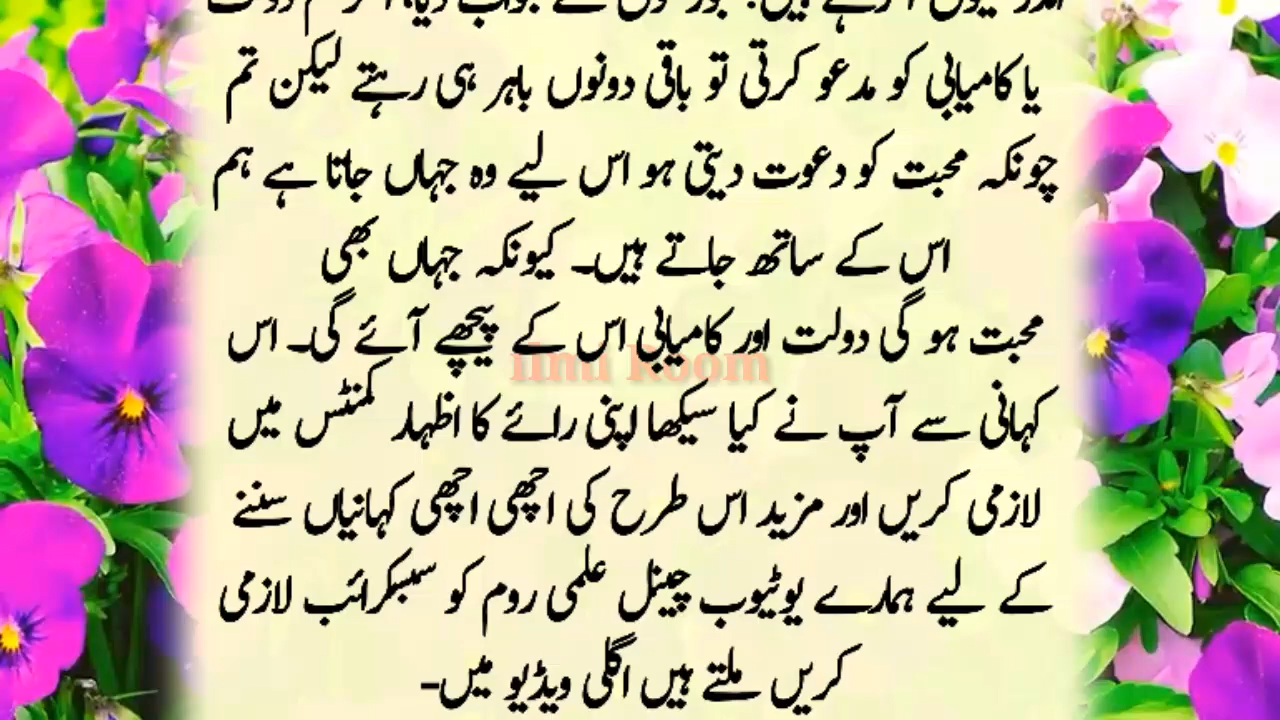 یا کامیابی کو مدعو کرتی تو باقی دونوں باہر ہی رہتے لیکن تم
چونکہ محبت کو دعوت دیتی ہو اس لیے وہ جہاں جاتا ہے ہم
اس کے ساتھ جاتے ہیں۔ کیونکہ جہاں بھی
محبت ہو گی دولت اور کامیابی اس کے پیچھے آئے گی۔ اس
کہانی سے آپ نے کیا سیکھا اپنی رائے کا اظہار کمنٹس میں
لازمی کریں اور مزید اس طرح کی اچھی اچھی کہانیاں سننے
کے لیے ہمارے یوٹیوب چینل علمی روم کو سبسکرائب لازمی
کریں ملتے ہیں اگلی ویڈیو میں۔
Room